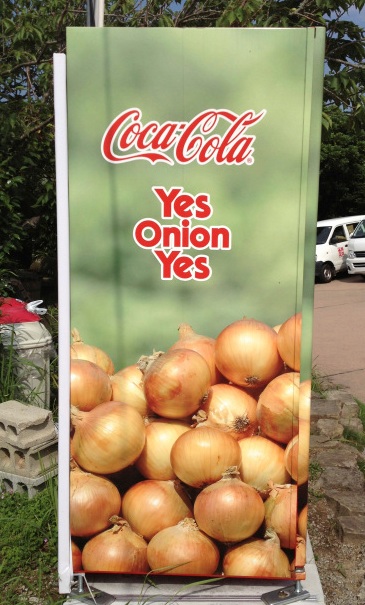 Coca-Cola
Yes
Onion
Yes